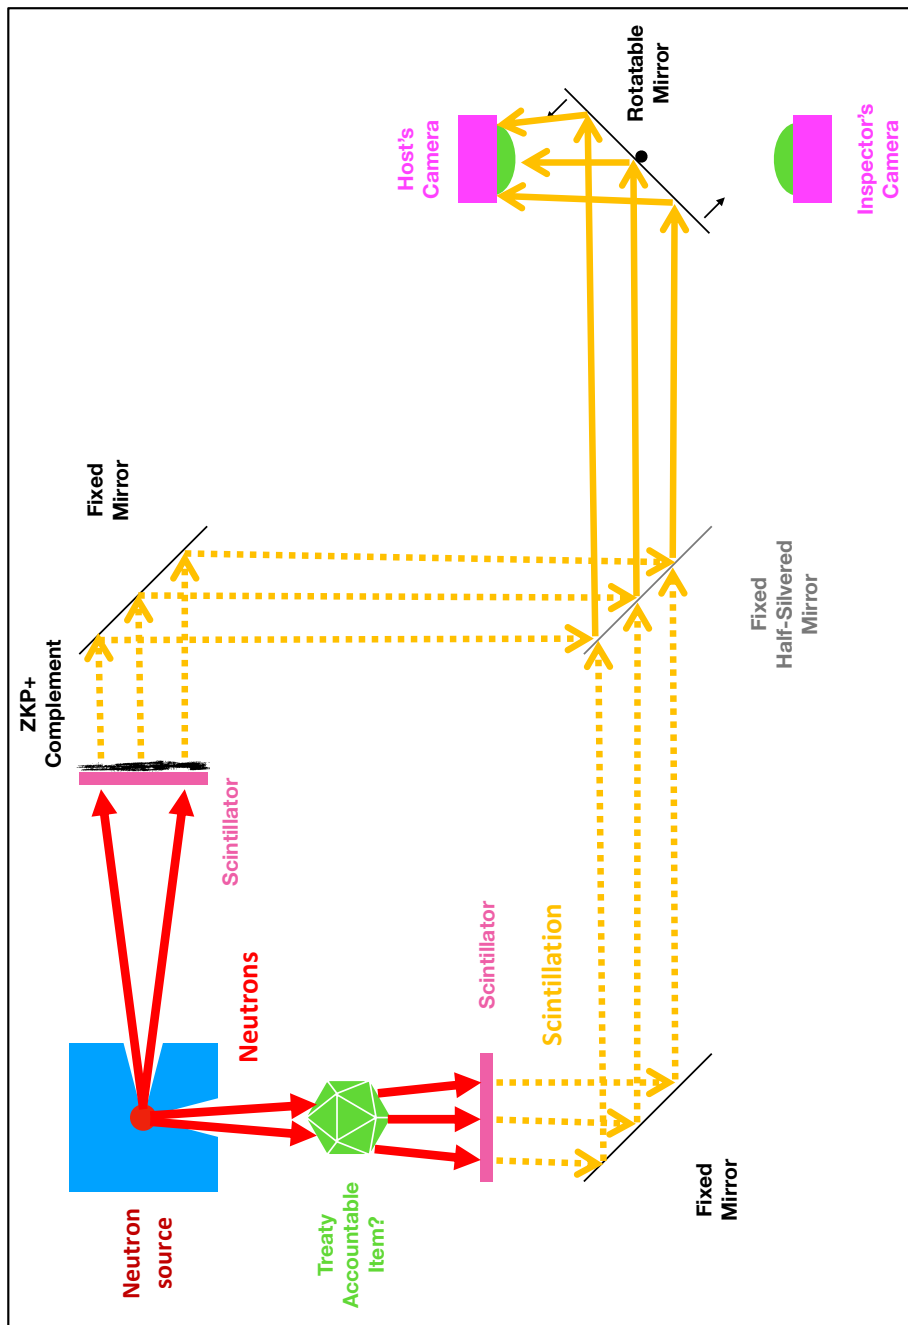 Neutron
source
Neutrons
Treaty
Accountable
Item?
Scintillator
Scintillation
Fixed
Mirror
Scintillator
ZKP+
Complement
Fixed
Mirror
Fixed
Half-Silvered
Mirror
Host's
Camera
Rotatable
Mirror
Inspector's
Camera